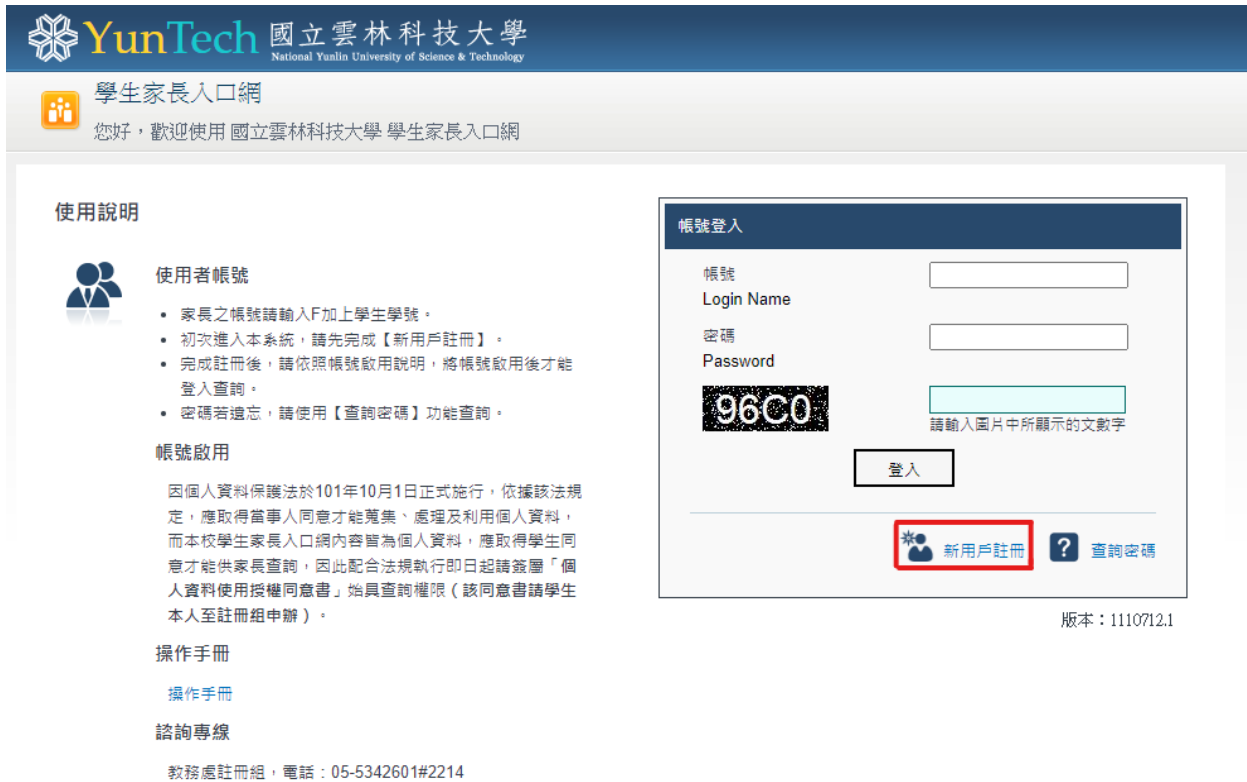 YunTech 國立雲林科技大學
National Yunlin University of Science & Technology
學生家長入口網
您好，歡迎使用 國立雲林科技大學 學生家長入口網
使用說明
使用者帳號
• 家長之帳號請輸入F加上學生學號。
• 初次進入本系統，請先完成【新用戶註冊】。
• 完成註冊後，請依照帳號啟用說明，將帳號啟用後才能
登入查詢。
• 密碼若遺忘，請使用【查詢密碼】功能查詢。
帳號啟用
因個人資料保護法於101年10月1日正式施行，依據該法規
定，應取得當事人同意才能蒐集、處理及利用個人資料，
而本校學生家長入口網內容皆為個人資料，應取得學生同
意才能供家長查詢，因此配合法規執行即日起請簽屬「個
人資料使用授權同意書」始具查詢權限（該同意書請學生
本人至註冊組申辦）。
操作手冊
操作手冊
諮詢專線
教務處註冊組，電話：05-5342601#2214
帳號登入
帳號
Login Name
密碼
Password
96C0
請輸入圖片中所顯示的文數字
登入
新用戶註冊
? 查詢密碼
版本：1110712.1